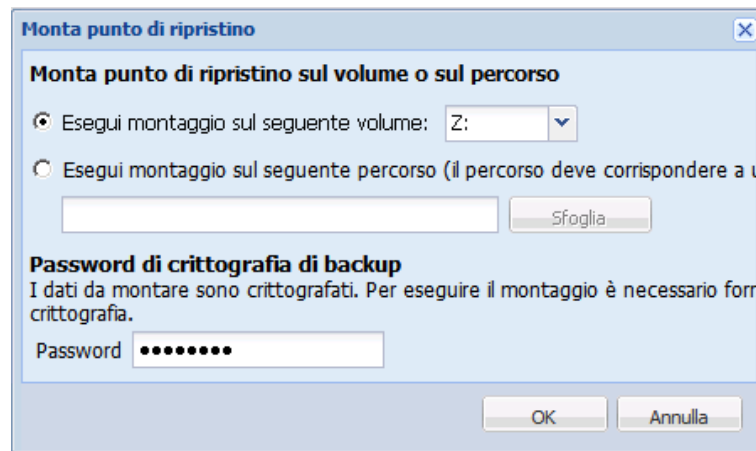 Monta punto di ripristino
Monta punto di ripristino sul volume o sul percorso
Esegui montaggio sul seguente volume: Z:
Esegui montaggio sul seguente percorso (il percorso deve corrispondere a u
Sfoglia
Password di crittografia di backup
I dati da montare sono crittografati. Per eseguire il montaggio è necessario forn
crittografia.
Password ••••••••
OK Annulla